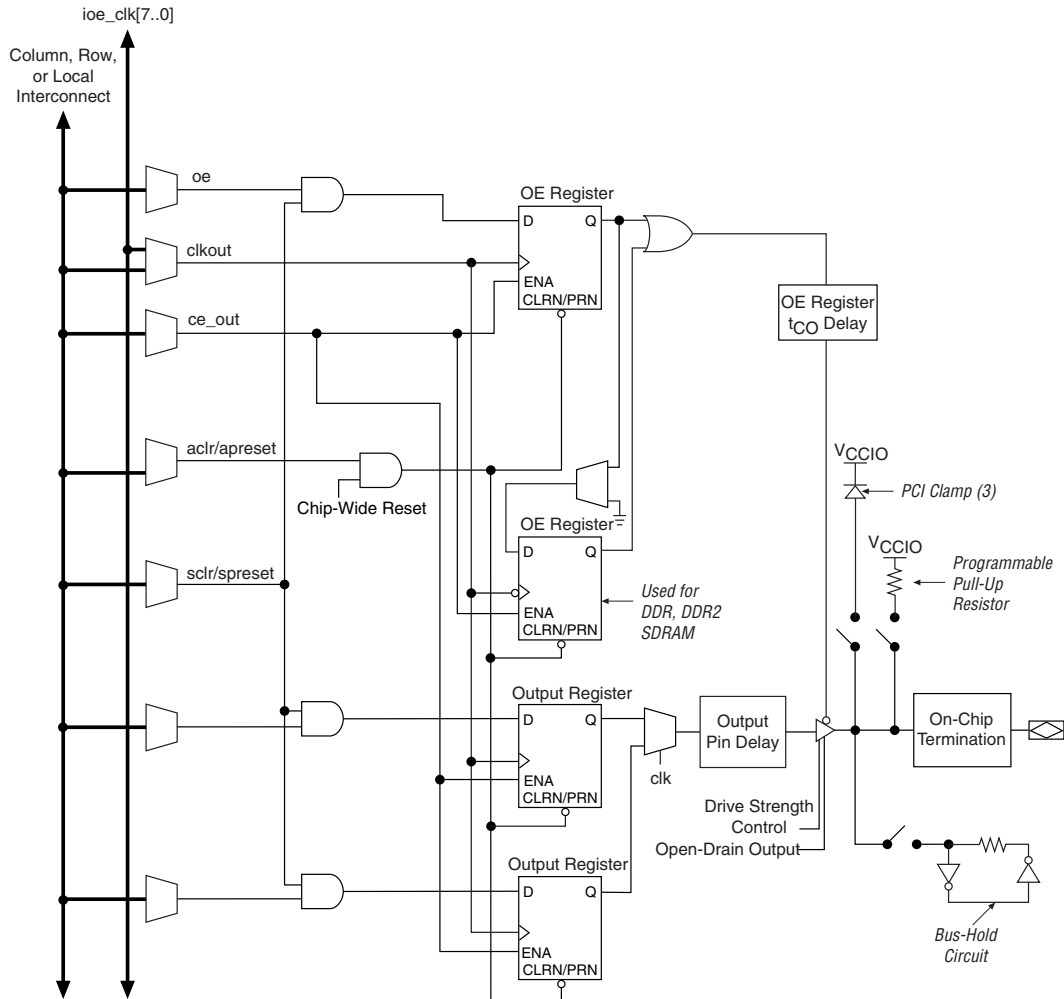 ioe_clk[7..0]
Column, Row,
or Local
Interconnect
oe
OE Register
D
Q
clkout
ENA
CLRN/PRN
ce_out
OE Register
tCO Delay
aclr/apreset
Chip-Wide Reset
VCCIO
PCI Clamp (3)
OE Register
D
Q
VCCIO
Programmable
Pull-Up
Resistor
sclr/spreset
ENA
CLRN/PRN
Used for
DDR, DDR2
SDRAM
Output Register
D
Q
ENA
CLRN/PRN
clk
Output
Pin Delay
On-Chip
Termination
Drive Strength
Control
Open-Drain Output
Output Register
D
Q
ENA
CLRN/PRN
Bus-Hold
Circuit